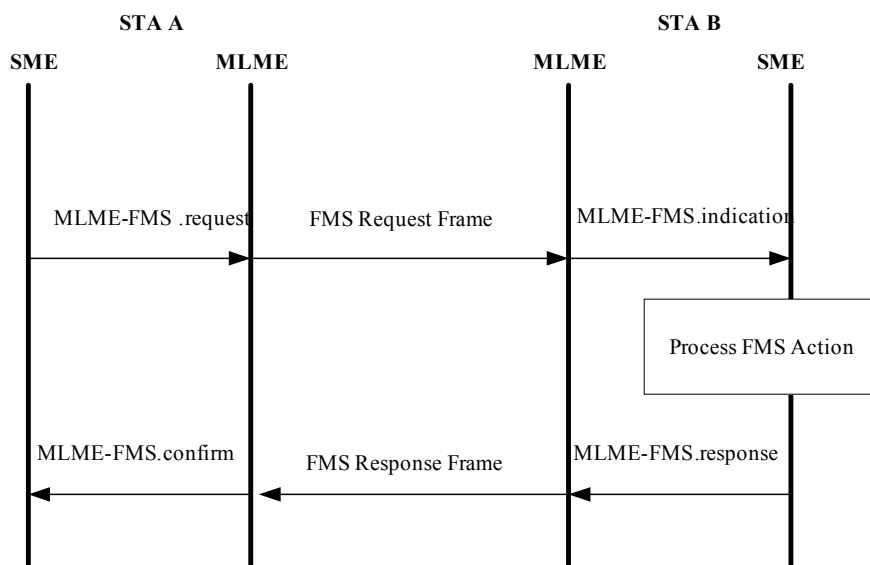 STA A STA B
SME MLME MLME SME
MLME-FMS .request FMS Request Frame MLME-FMS.indication
Process FMS Action
MLME-FMS.confirm FMS Response Frame MLME-FMS.response